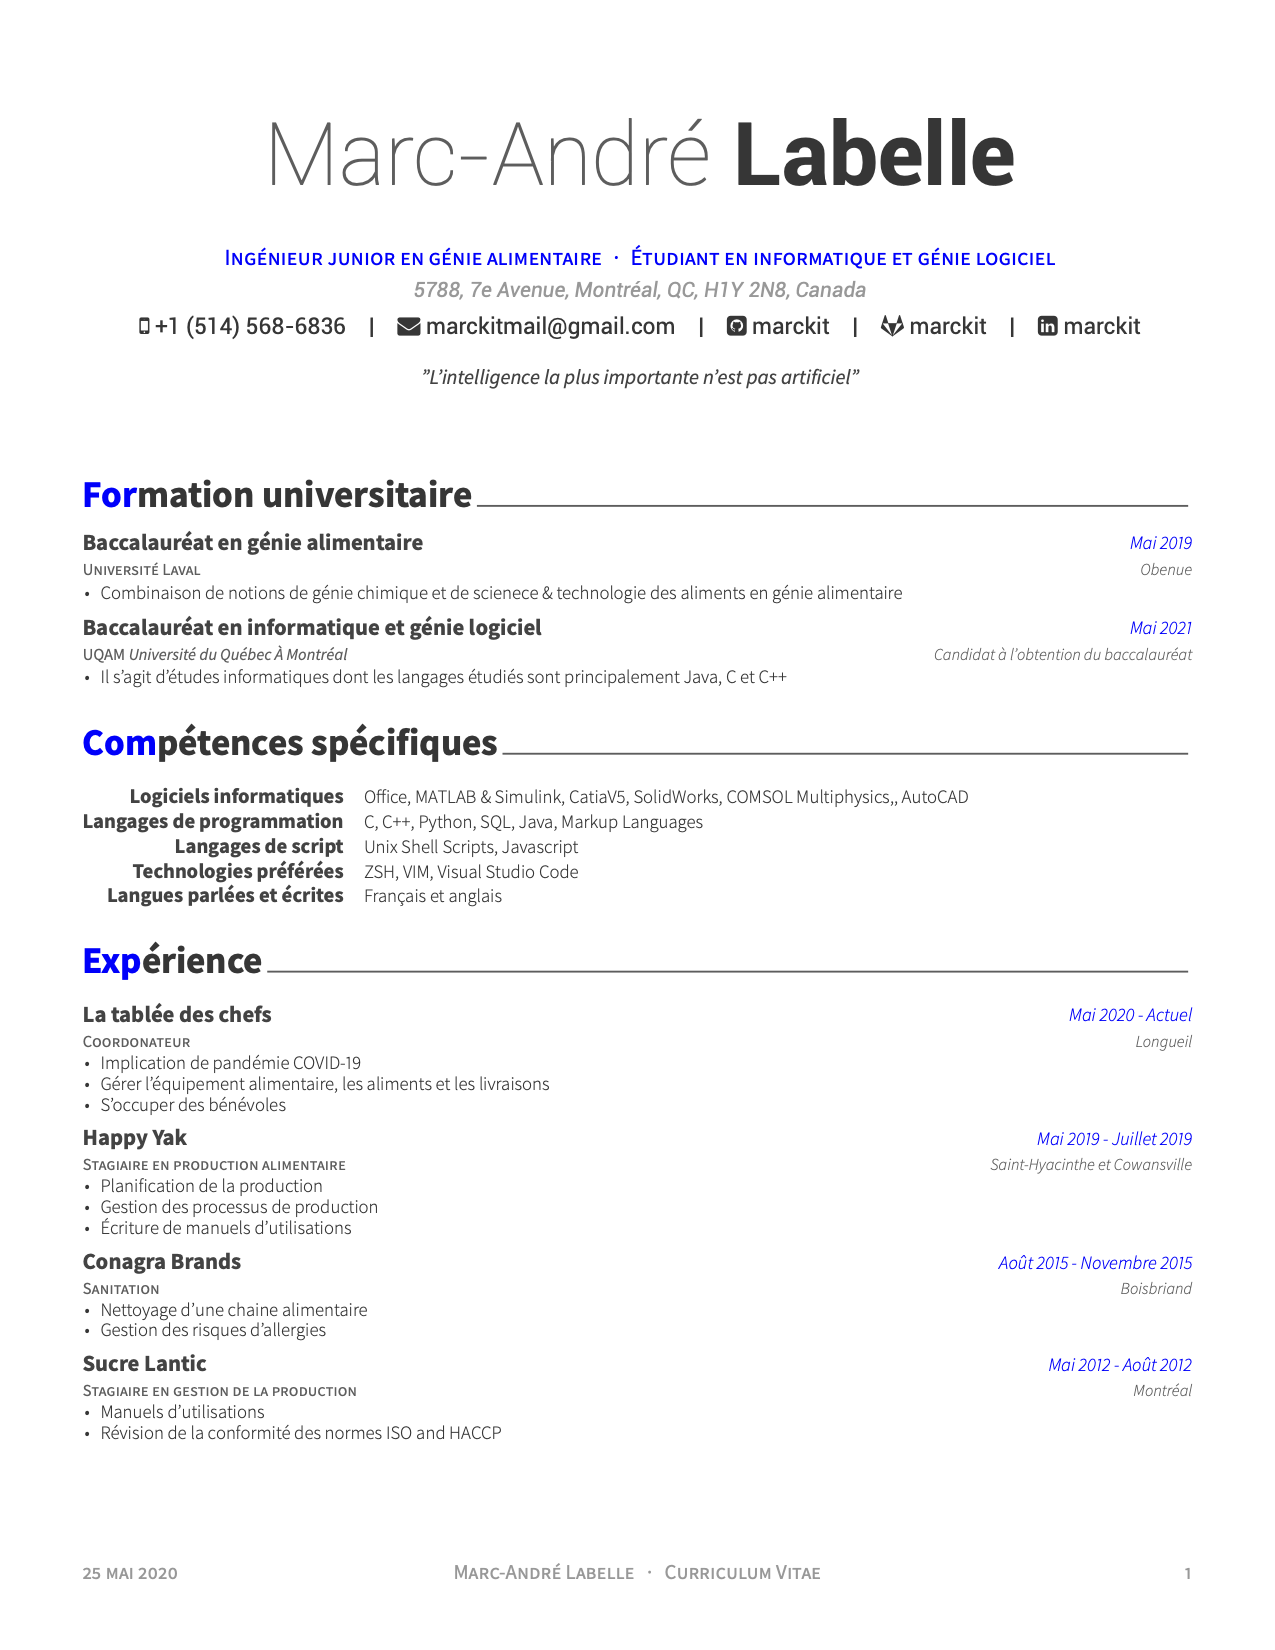 Marc-André Labelle
Ingénieur junior en génie alimentaire · Étudiant en informatique et génie logiciel
5788, 7e Avenue, Montréal, QC, H1Y 2N8, Canada
+1 (514) 568-6836 | marckitmail@gmail.com | marckit | marckit | marckit
”L’intelligence la plus importante n’est pas artificiel”
Formation universitaire
Baccalauréat en génie alimentaire Mai 2019
Université Laval Obenue
• Combinaison de notions de génie chimique et de scienece & technologie des aliments en génie alimentaire
Baccalauréat en informatique et génie logiciel Mai 2021
UQAM Université du Québec À Montréal Candidat à l’obtention du baccalauréat
• Il s’agit d’études informatiques dont les langages étudiés sont principalement Java, C et C++
Compétences spécifiques
Logiciels informatiques Office, MATLAB & Simulink, CatiaV5, SolidWorks, COMSOL Multiphysics,, AutoCAD
Langages de programmation C, C++, Python, SQL, Java, Markup Languages
Langages de script Unix Shell Scripts, Javascript
Technologies préférées ZSH, VIM, Visual Studio Code
Langues parlées et écrites Français et anglais
Expérience
La tablée des chefs Mai 2020 - Actuel
Coordonateur Longueil
• Implication de pandémie COVID-19
• Gérer l’équipement alimentaire, les aliments et les livraisons
• S’occuper des bénévoles
Happy Yak Mai 2019 - Juillet 2019
Stagiaire en production alimentaire Saint-Hyacinthe et Cowansville
• Planification de la production
• Gestion des processus de production
• Écriture de manuels d’utilisations
Conagra Brands Août 2015 - Novembre 2015
Sanitation Boisbriand
• Nettoyage d’une chaine alimentaire
• Gestion des risques d’allergies
Sucre Lantic Mai 2012 - Août 2012
Stagiaire en gestion de la production Montréal
• Manuels d’utilisations
• Révision de la conformité des normes ISO and HACCP
25 mai 2020 Marc-André Labelle · Curriculum Vitae 1